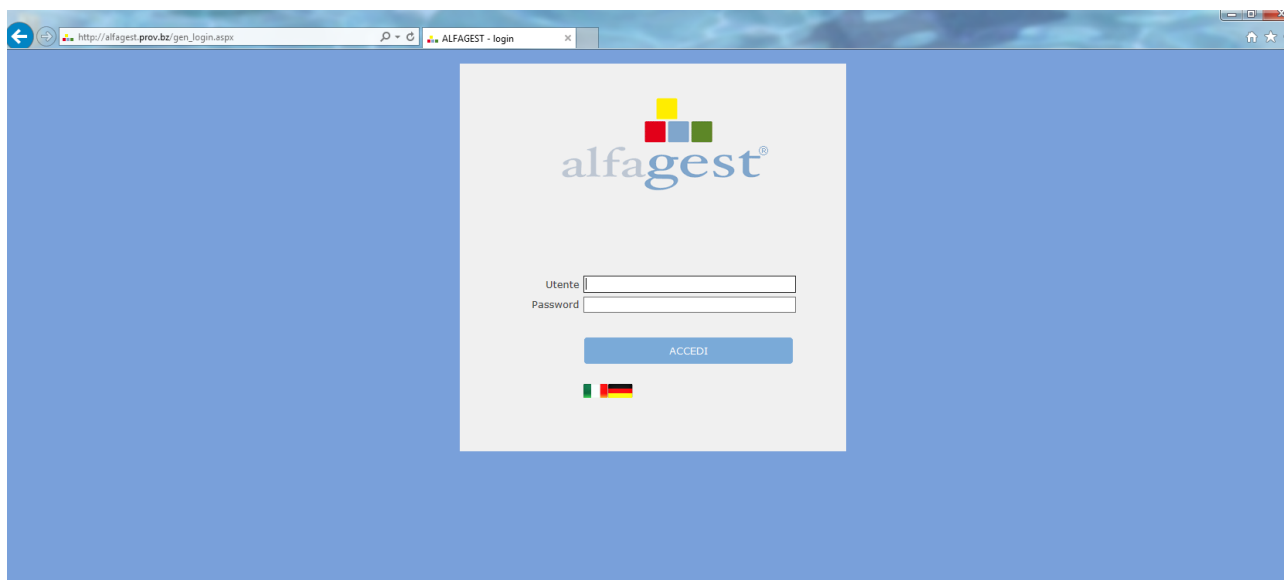 http://alfagest.prov.bz/gen_login.aspx
ALFAGEST - login
alfagest®
Utente
Password
ACCEDI